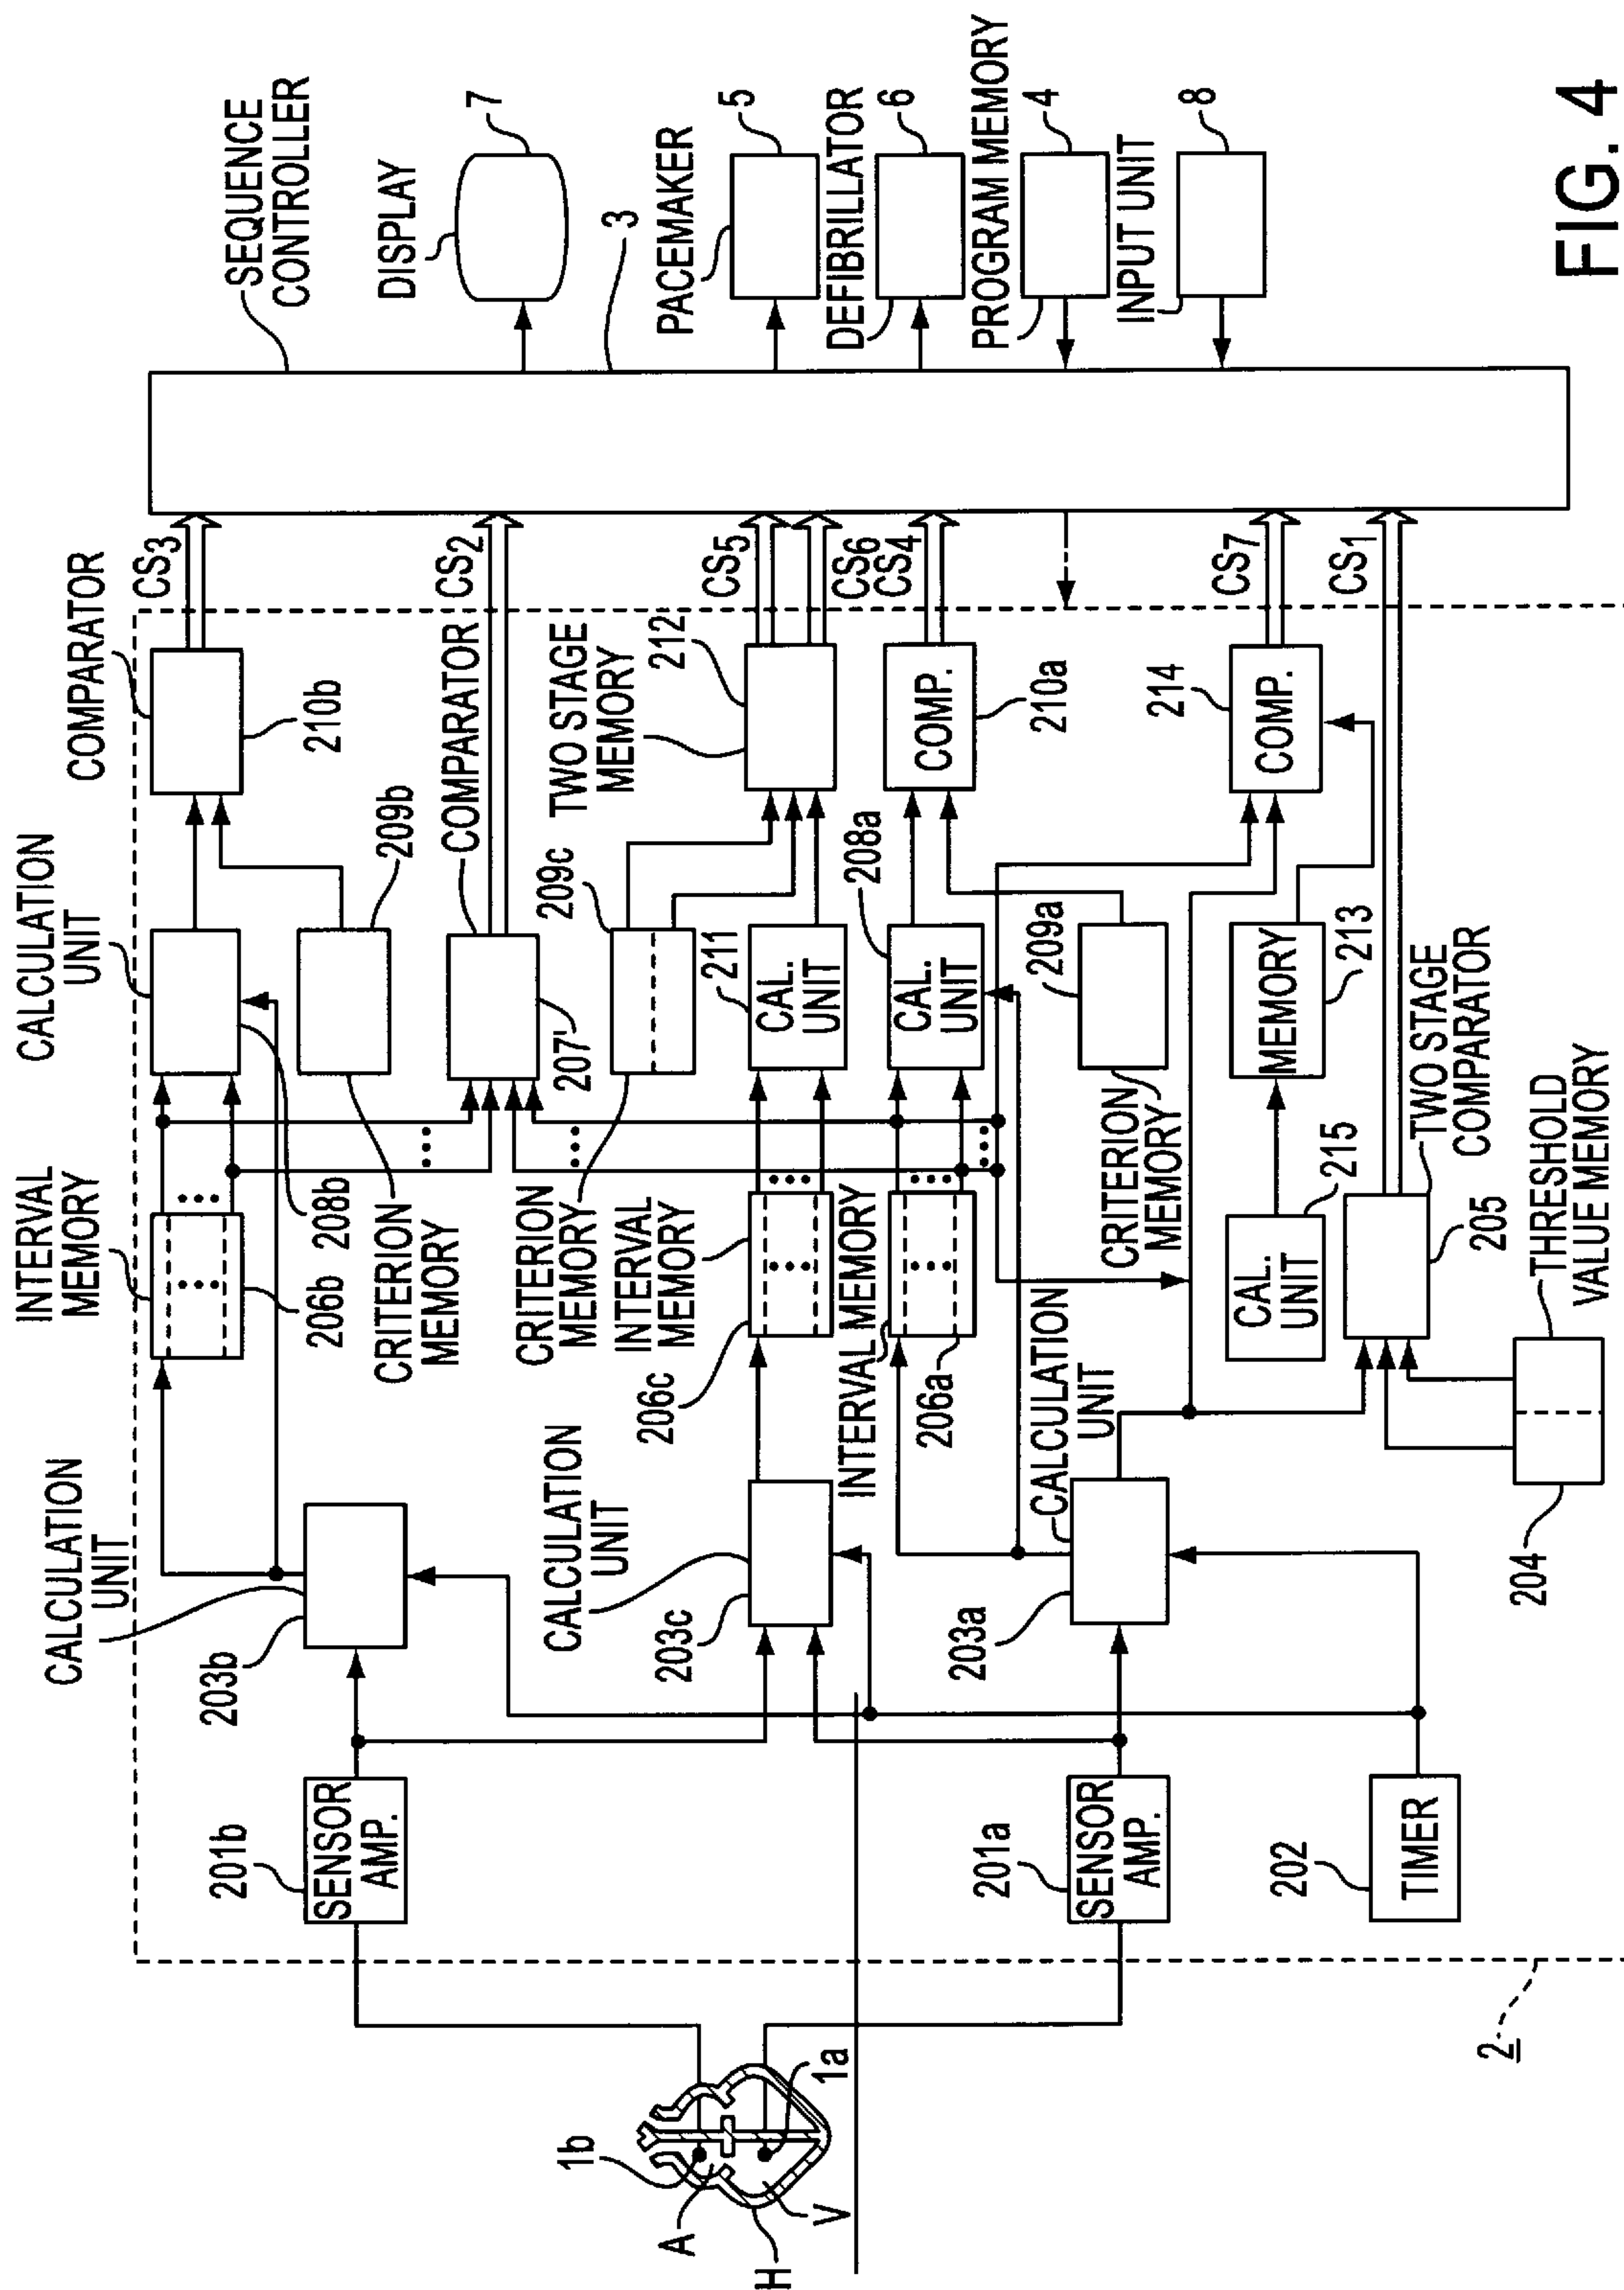 SEQUENCE
CONTROLLER
DISPLAY
7
3
PACEMAKER
5
DEFIBRILLATOR
6
PROGRAM MEMORY
4
INPUT UNIT
8
FIG. 4
COMPARATOR
CS3
210b
CS2
COMPARATOR
CS5
CS6
TWO STAGE
MEMORY
212
CS4
COMP.
210a
CS7
214
COMP.
CS1
CALCULATION
UNIT
208b
209b
CRITERION
MEMORY
207'
209c
CRITERION
MEMORY
211
CAL.
UNIT
208a
CAL.
UNIT
209a
CRITERION
MEMORY
MEMORY
213
TWO STAGE
COMPARATOR
205
INTERVAL
MEMORY
206b
INTERVAL
MEMORY
206c
INTERVAL MEMORY
206a
CAL.
UNIT
215
THRESHOLD
VALUE MEMORY
204
CALCULATION
UNIT
203b
CALCULATION
UNIT
203c
CALCULATION
UNIT
203a
201b
SENSOR
AMP.
201a
SENSOR
AMP.
202
TIMER
2
1b
1a
A
V
H